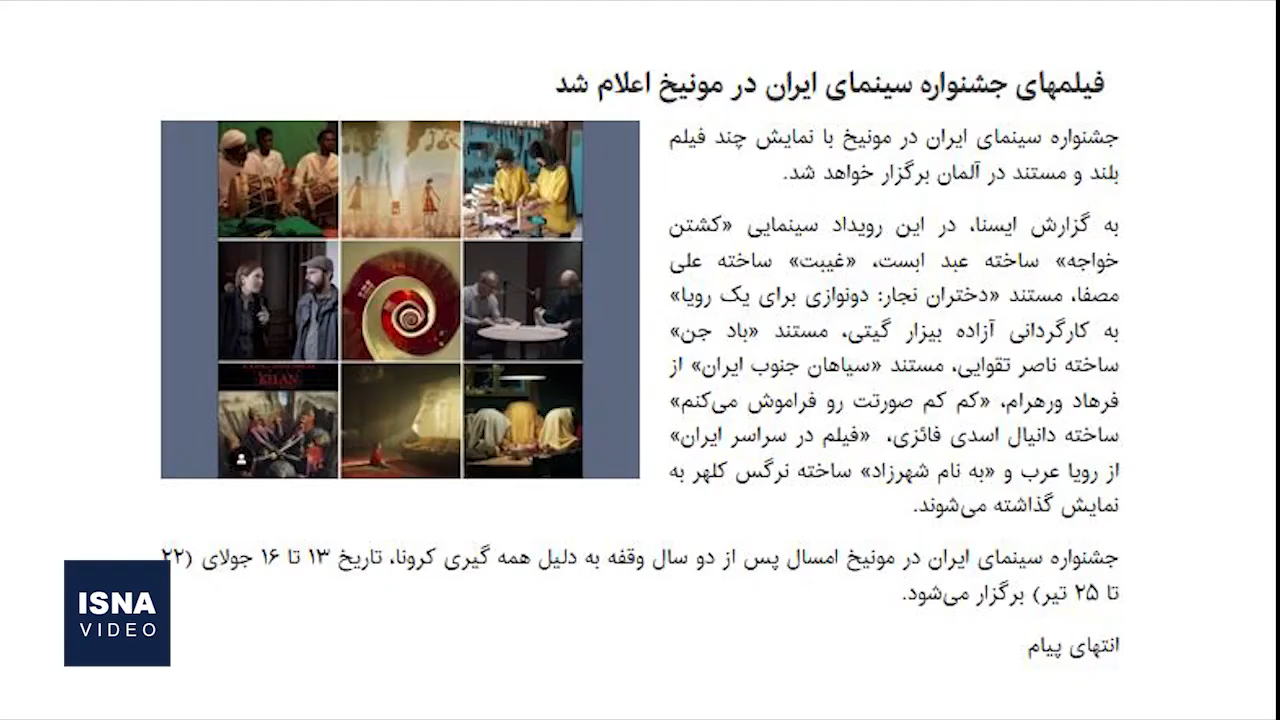 فیلمهای جشنواره سینمای ایران در مونیخ اعلام شد
جشنواره سینمای ایران در مونیخ با نمایش چند فیلم
بلند و مستند در آلمان برگزار خواهد شد.
به گزارش ایسنا، در این رویداد سینمایی «کشتن
خواجه» ساخته عبد ابست، «غیبت» ساخته علی
مصفا، مستند «دختران نجار: دونوازی برای یک رویا»
به کارگردانی آزاده بیزار گیتی، مستند «باد جن»
ساخته ناصر تقوایی، مستند «سیاهان جنوب ایران» از
فرهاد ورهرام، «کم کم صورتت رو فراموش می‌کنم»
ساخته دانیال اسدی فائزی، «فیلم در سراسر ایران»
از رویا عرب و «به نام شهرزاد» ساخته نرگس کلهر به
نمایش گذاشته می‌شوند.
جشنواره سینمای ایران در مونیخ امسال پس از دو سال وقفه به دلیل همه گیری کرونا، تاریخ ۱۳ تا ۱۶ جولای (۲۲
تا ۲۵ تیر) برگزار می‌شود.
انتهای پیام
KHAN
ISNA
VIDEO